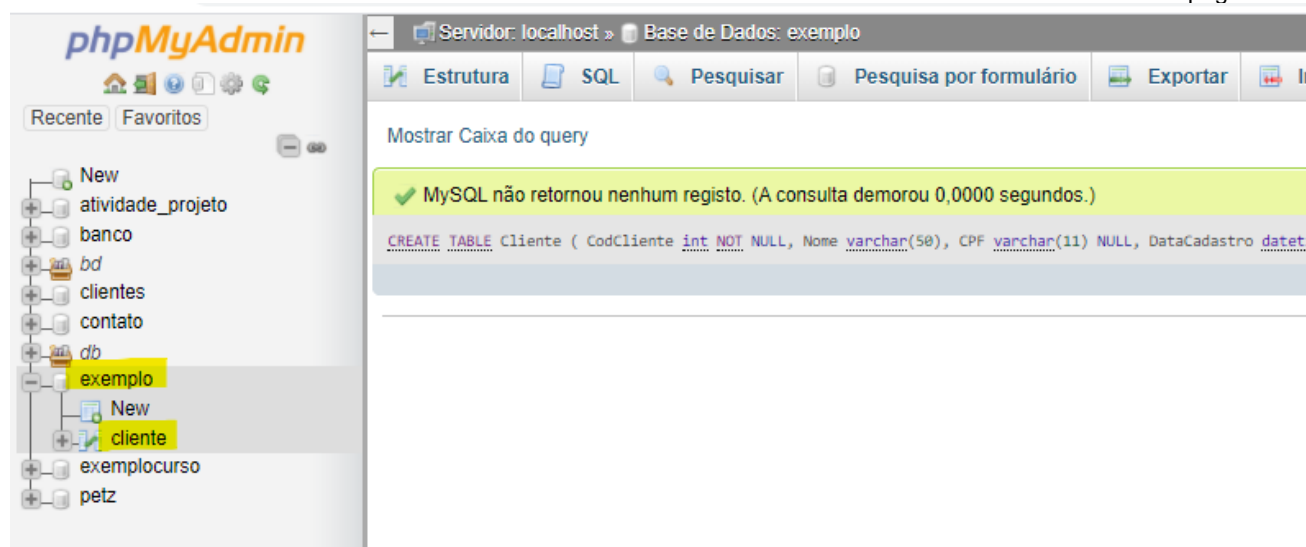 phpMyAdmin
Recente Favoritos
New
atividade_projeto
banco
bd
clientes
contato
db
exemplo
New
cliente
exemplocurso
petz
Servidor: localhost » Base de Dados: exemplo
Estrutura SQL Pesquisar Pesquisa por formulário Exportar
Mostrar Caixa do query
MySQL não retornou nenhum registo. (A consulta demorou 0,0000 segundos.)
CREATE TABLE Cliente ( CodCliente int NOT NULL, Nome varchar(50), CPF varchar(11) NULL, DataCadastro datet